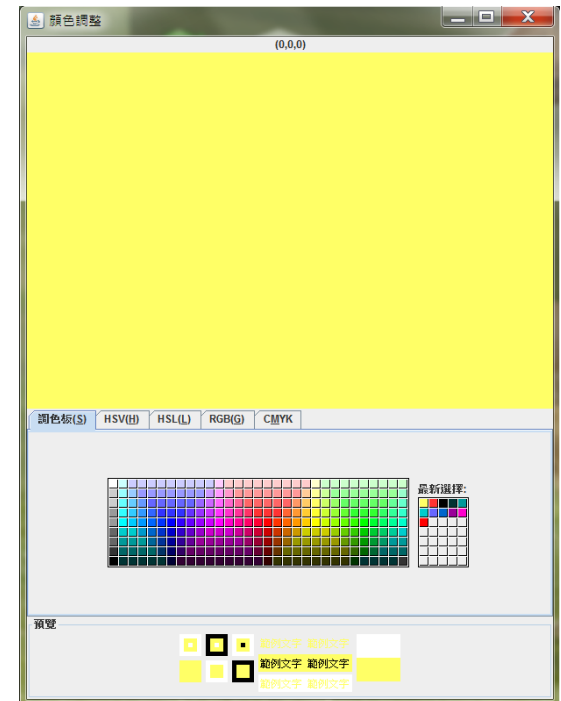 顏色調整
(0,0,0)
調色板(S) HSV(H) HSL(L) RGB(G) CMYK
最新選擇:
預覽
範例文字 範例文字
範例文字 範例文字
範例文字 範例文字